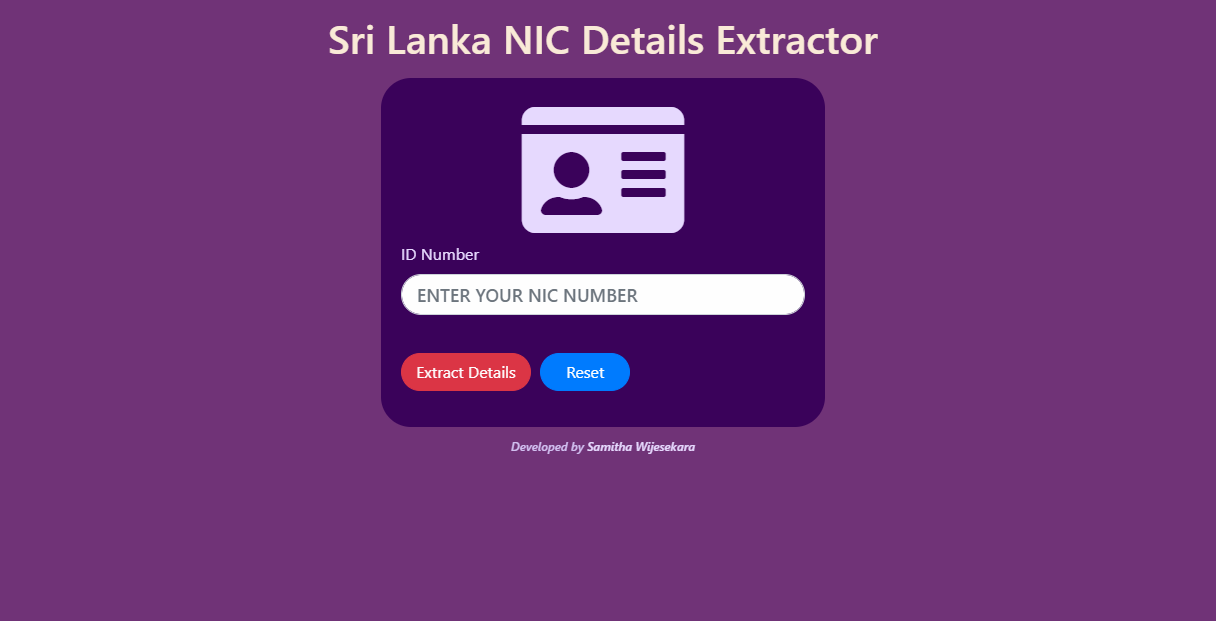 Sri Lanka NIC Details Extractor
ID Number
ENTER YOUR NIC NUMBER
Extract Details Reset
Developed by Samitha Wijesekara